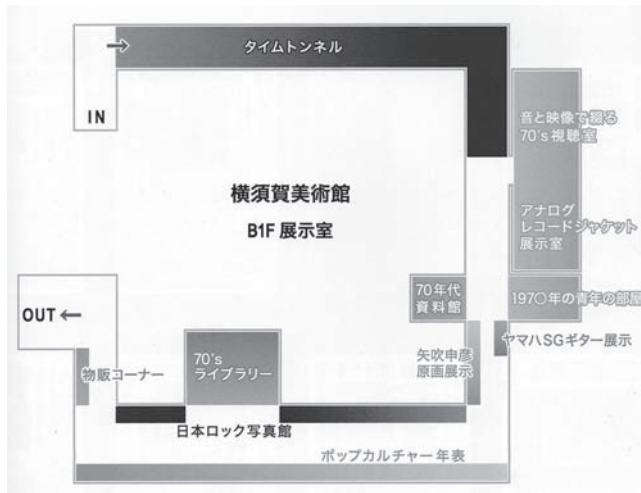 タイムトンネル
IN
音と映像で綴る
70's 視聴室
横須賀美術館
B1F 展示室
アナログ
レコードジャケット
展示室
70年代
資料館
197〇年の青年の部屋
OUT
ヤマハSGギター展示
矢吹申彦
原画展示
70's
ライブラリー
物販コーナー
日本ロック写真館
ポップカルチャー年表